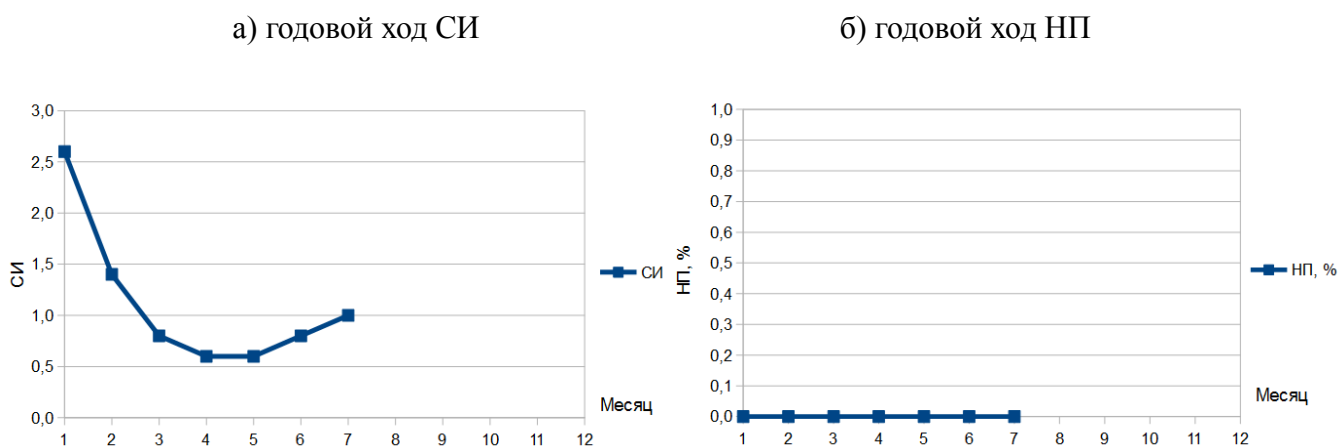 а) годовой ход СИ
3,0
2,5
2,0
1,5
1,0
0,5
0,0
СИ
СИ
Месяц
1 2 3 4 5 6 7 8 9 10 11 12
б) годовой ход НП
1,0
0,9
0,8
0,7
0,6
0,5
0,4
0,3
0,2
0,1
0,0
НП, %
НП, %
Месяц
1 2 3 4 5 6 7 8 9 10 11 12